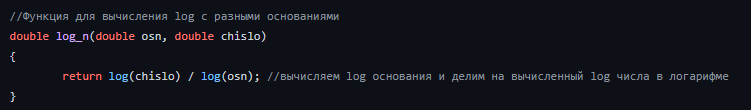 //Функция для вычисления log с разными основаниями
double log_n(double osn, double chislo)
{
return log(chislo) / log(osn); //вычисляем log основания и делим на вычисленный log числа в логарифме
}